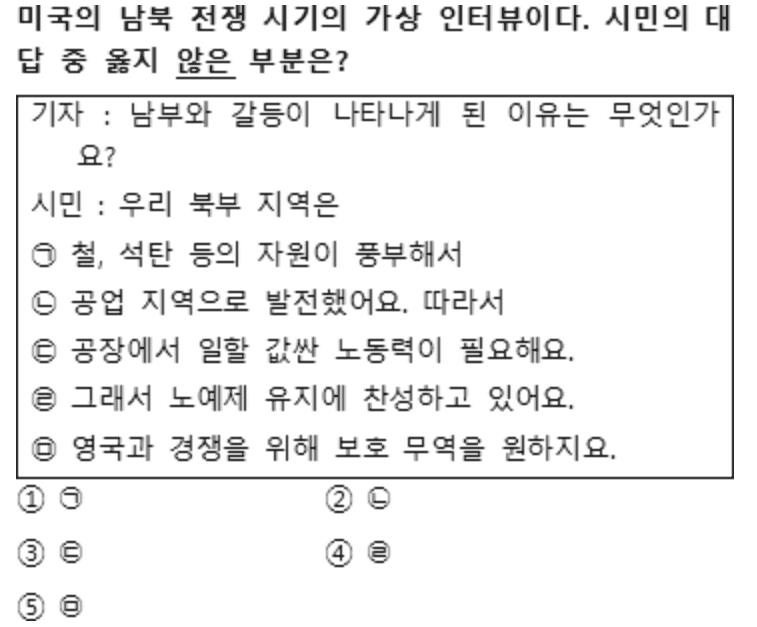 미국의 남북 전쟁 시기의 가상 인터뷰이다. 시민의 대
답 중 옳지 않은 부분은?
기자 : 남부와 갈등이 나타나게 된 이유는 무엇인가
요?
시민 : 우리 북부 지역은
㉠ 철, 석탄 등의 자원이 풍부해서
㉡ 공업 지역으로 발전했어요. 따라서
㉢ 공장에서 일할 값싼 노동력이 필요해요.
㉣ 그래서 노예제 유지에 찬성하고 있어요.
㉤ 영국과 경쟁을 위해 보호 무역을 원하지요.
① ㉠ ② ㉡
③ ㉢ ④ ㉣
⑤ ㉤